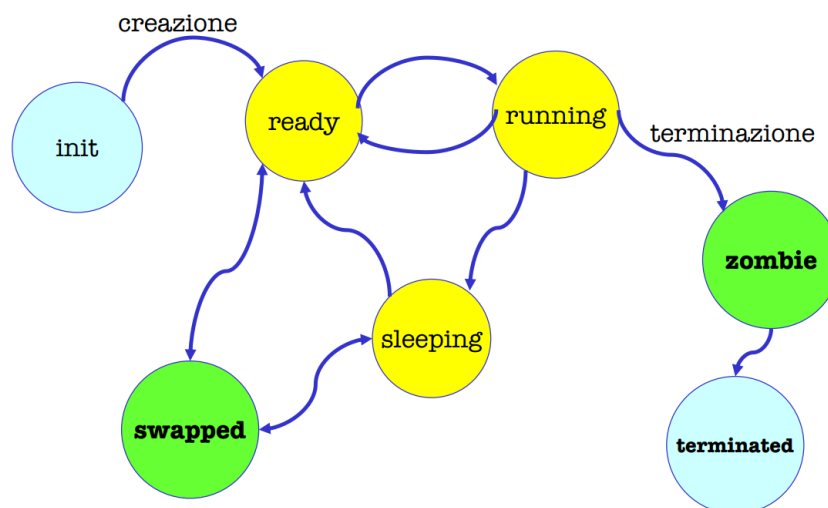 creazione
init
ready
running
terminazione
zombie
sleeping
swapped
terminated